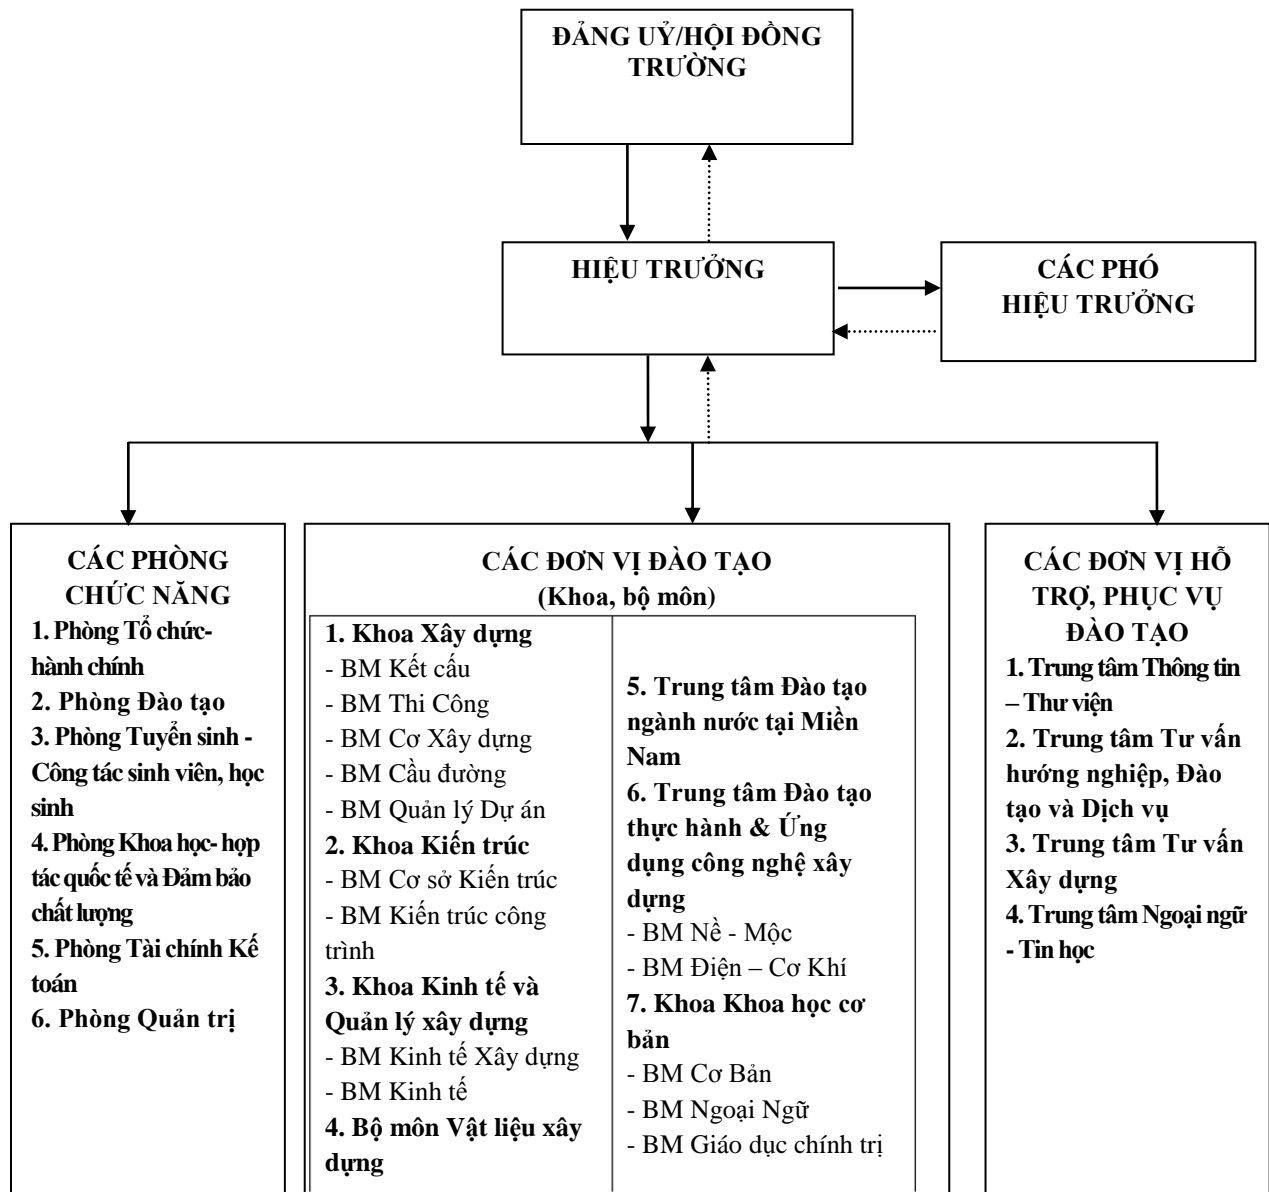 ĐẢNG UỶ/HỘI ĐỒNG
TRƯỜNG
HIỆU TRƯỞNG
CÁC PHÓ
HIỆU TRƯỞNG
CÁC PHÒNG
CHỨC NĂNG
1. Phòng Tổ chức-
hành chính
2. Phòng Đào tạo
3. Phòng Tuyển sinh -
Công tác sinh viên, học
sinh
4. Phòng Khoa học- hợp
tác quốc tế và Đảm bảo
chất lượng
5. Phòng Tài chính Kế
toán
6. Phòng Quản trị
CÁC ĐƠN VỊ ĐÀO TẠO
(Khoa, bộ môn)
1. Khoa Xây dựng
- BM Kết cấu
- BM Thi Công
- BM Cơ Xây dựng
- BM Cầu đường
- BM Quản lý Dự án
2. Khoa Kiến trúc
- BM Cơ sở Kiến trúc
- BM Kiến trúc công
trình
3. Khoa Kinh tế và
Quản lý xây dựng
- BM Kinh tế Xây dựng
- BM Kinh tế
4. Bộ môn Vật liệu xây
dựng
5. Trung tâm Đào tạo
ngành nước tại Miền
Nam
6. Trung tâm Đào tạo
thực hành & Ứng
dụng công nghệ xây
dựng
- BM Nề - Mộc
- BM Điện – Cơ Khí
7. Khoa Khoa học cơ
bản
- BM Cơ Bản
- BM Ngoại Ngữ
- BM Giáo dục chính trị
CÁC ĐƠN VỊ HỖ
TRỢ, PHỤC VỤ
ĐÀO TẠO
1. Trung tâm Thông tin
– Thư viện
2. Trung tâm Tư vấn
hướng nghiệp, Đào
tạo và Dịch vụ
3. Trung tâm Tư vấn
Xây dựng
4. Trung tâm Ngoại ngữ
- Tin học